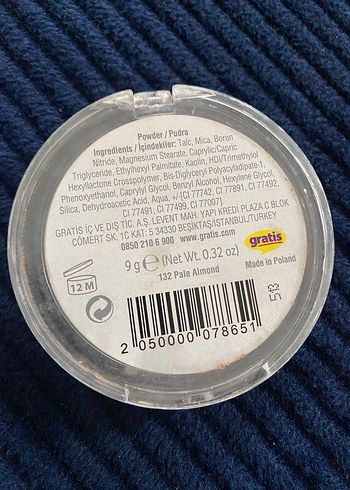 Powder / Pudra
Ingredients / İçindekiler: Talc, Mica, Boron
Nitride, Magnesium Stearate, Caprylic/Capric
Triglyceride, Ethylhexyl Palmitate, Kaolin, HDI/Trimethylol
Hexyllactone Crosspolymer, Bis-Diglyceryl Polyacyladipate-1,
Phenoxyethanol, Caprylyl Glycol, Benzyl Alcohol, Hexylene Glycol,
Silica, Dehydroacetic Acid, Aqua, +/-[CI 77742, CI 77891, CI 77492,
CI 77491, CI 77499, CI 77007].
GRATİS İÇ VE DIŞ TİC. A.Ş. LEVENT MAH. YAPI KREDİ PLAZA C BLOK
CÖMERT SK. 1C KAT: 5 34330 BEŞİKTAŞ/İSTANBUL/TURKEY
0850 210 6 900 www.gratis.com
gratis
9 g e (Net Wt. 0.32 oz)
Made in Poland
132 Pale Almond
12 M
2 050000 078651
513